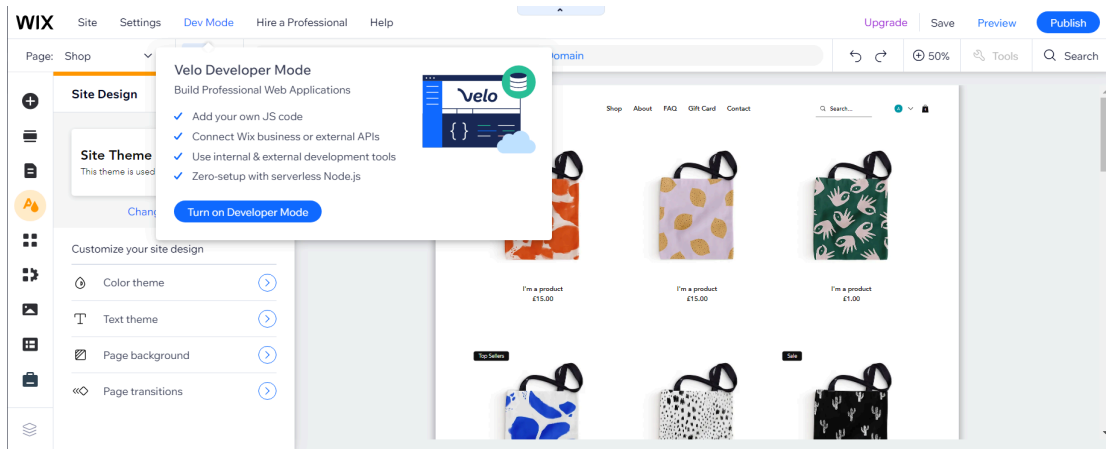 WIX Site Settings Dev Mode Hire a Professional Help Upgrade Save Preview Publish
Page: Shop Domain 50% Tools Search
Velo Developer Mode
Build Professional Web Applications
Add your own JS code
Connect Wix business or external APIs
Use internal & external development tools
Zero-setup with serverless Node.js
Turn on Developer Mode
velo
{ }
Site Design
Site Theme
This theme is used
Chang
Customize your site design
Color theme
Text theme
Page background
Page transitions
Shop About FAQ Gift Card Contact Search...
I'm a product I'm a product I'm a product
£15.00 £15.00 £1.00
Top Sellers Sale